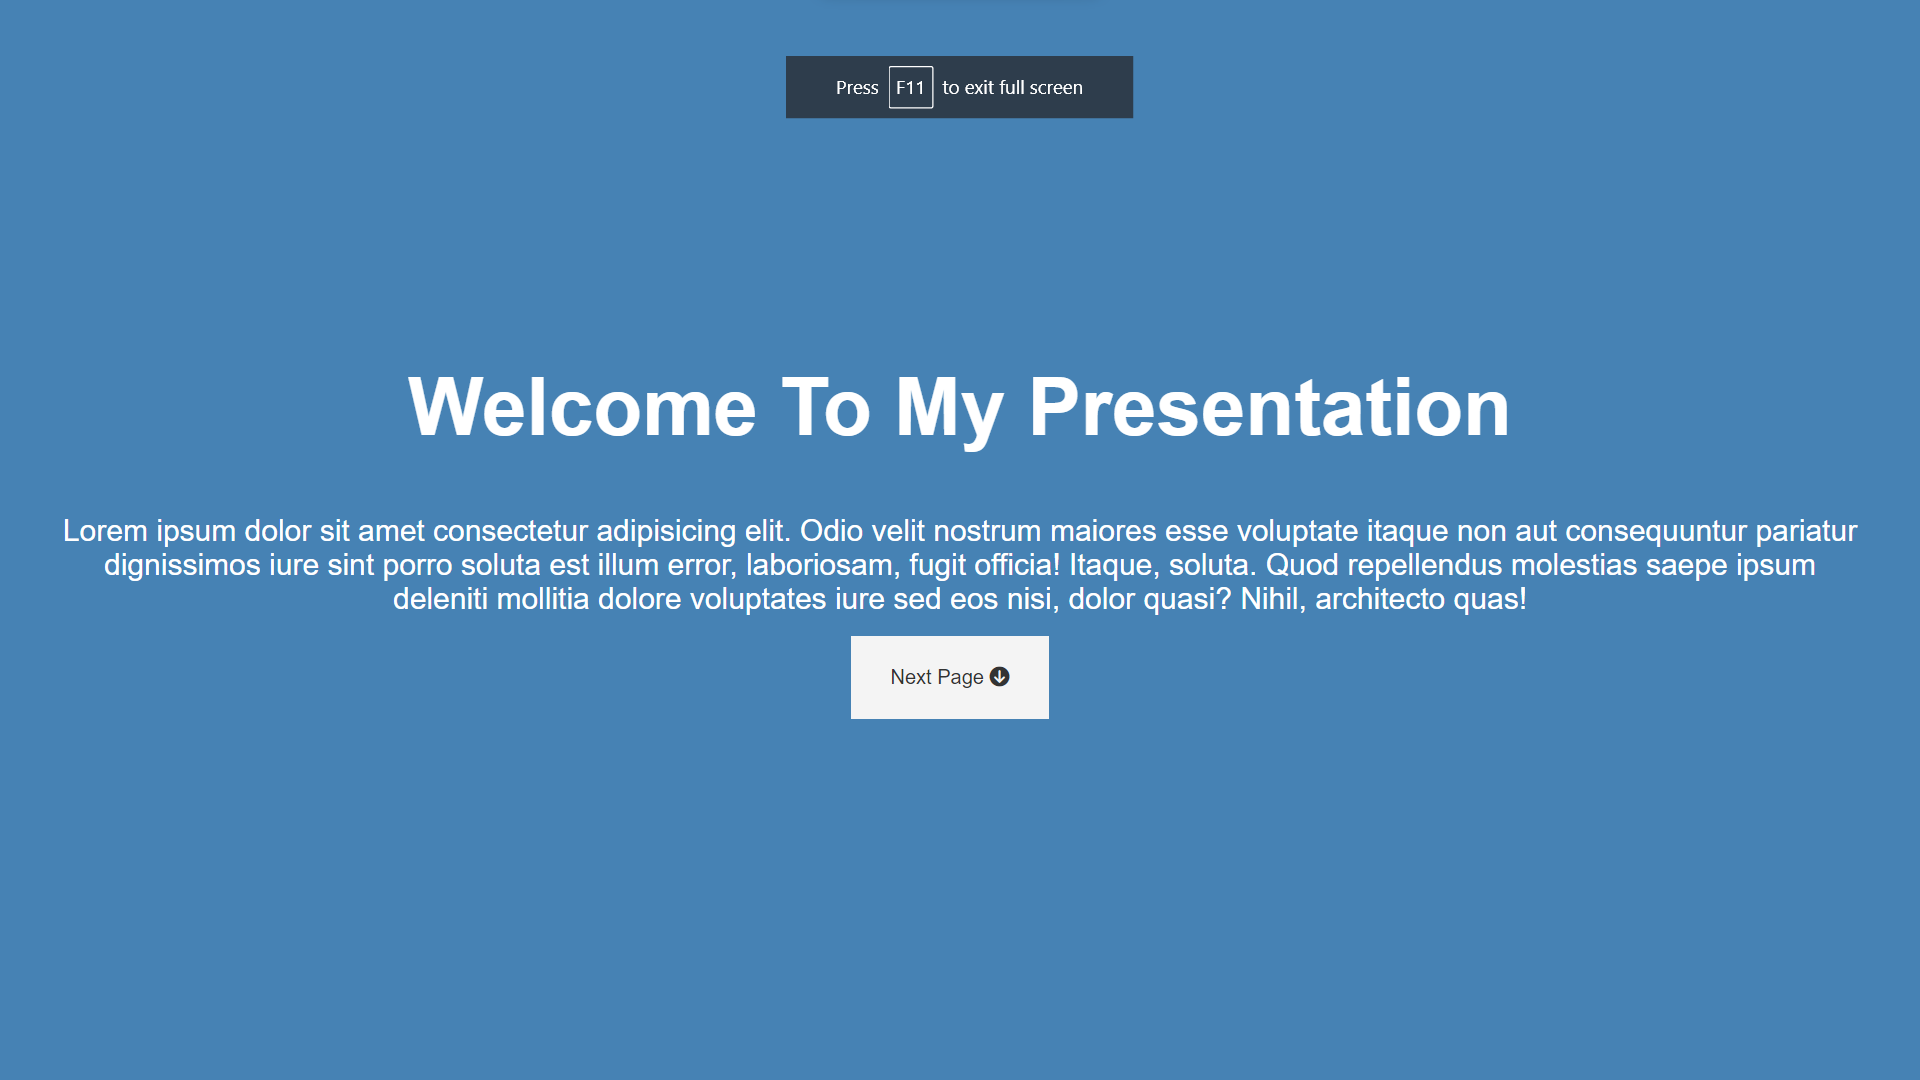 Press F11 to exit full screen
Welcome To My Presentation
Lorem ipsum dolor sit amet consectetur adipisicing elit. Odio velit nostrum maiores esse voluptate itaque non aut consequuntur pariatur
dignissimos iure sint porro soluta est illum error, laboriosam, fugit officia! Itaque, soluta. Quod repellendus molestias saepe ipsum
deleniti mollitia dolore voluptates iure sed eos nisi, dolor quasi? Nihil, architecto quas!
Next Page